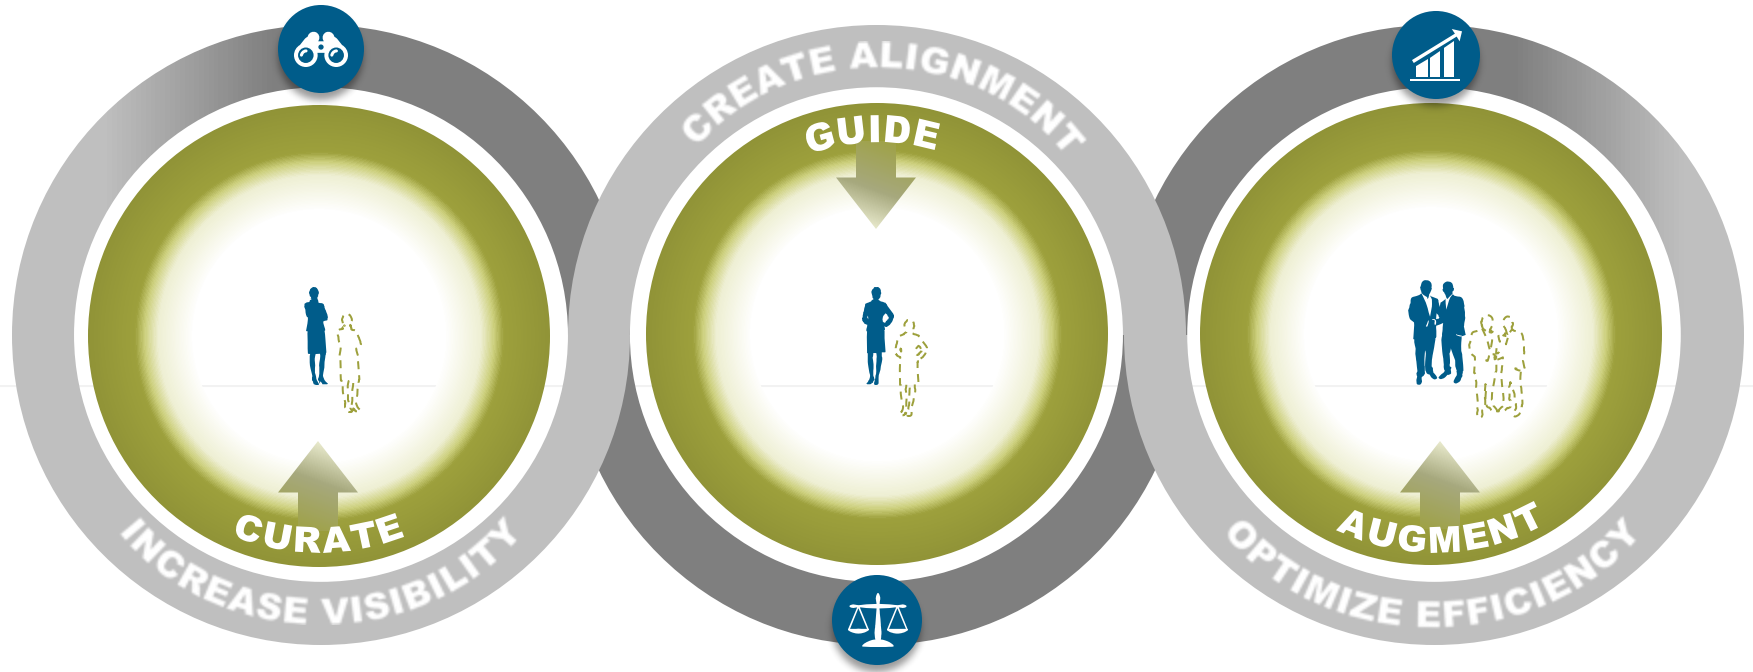 CURATE
INCREASE VISIBILITY
CREATE ALIGNMENT
GUIDE
AUGMENT
OPTIMIZE EFFICIENCY